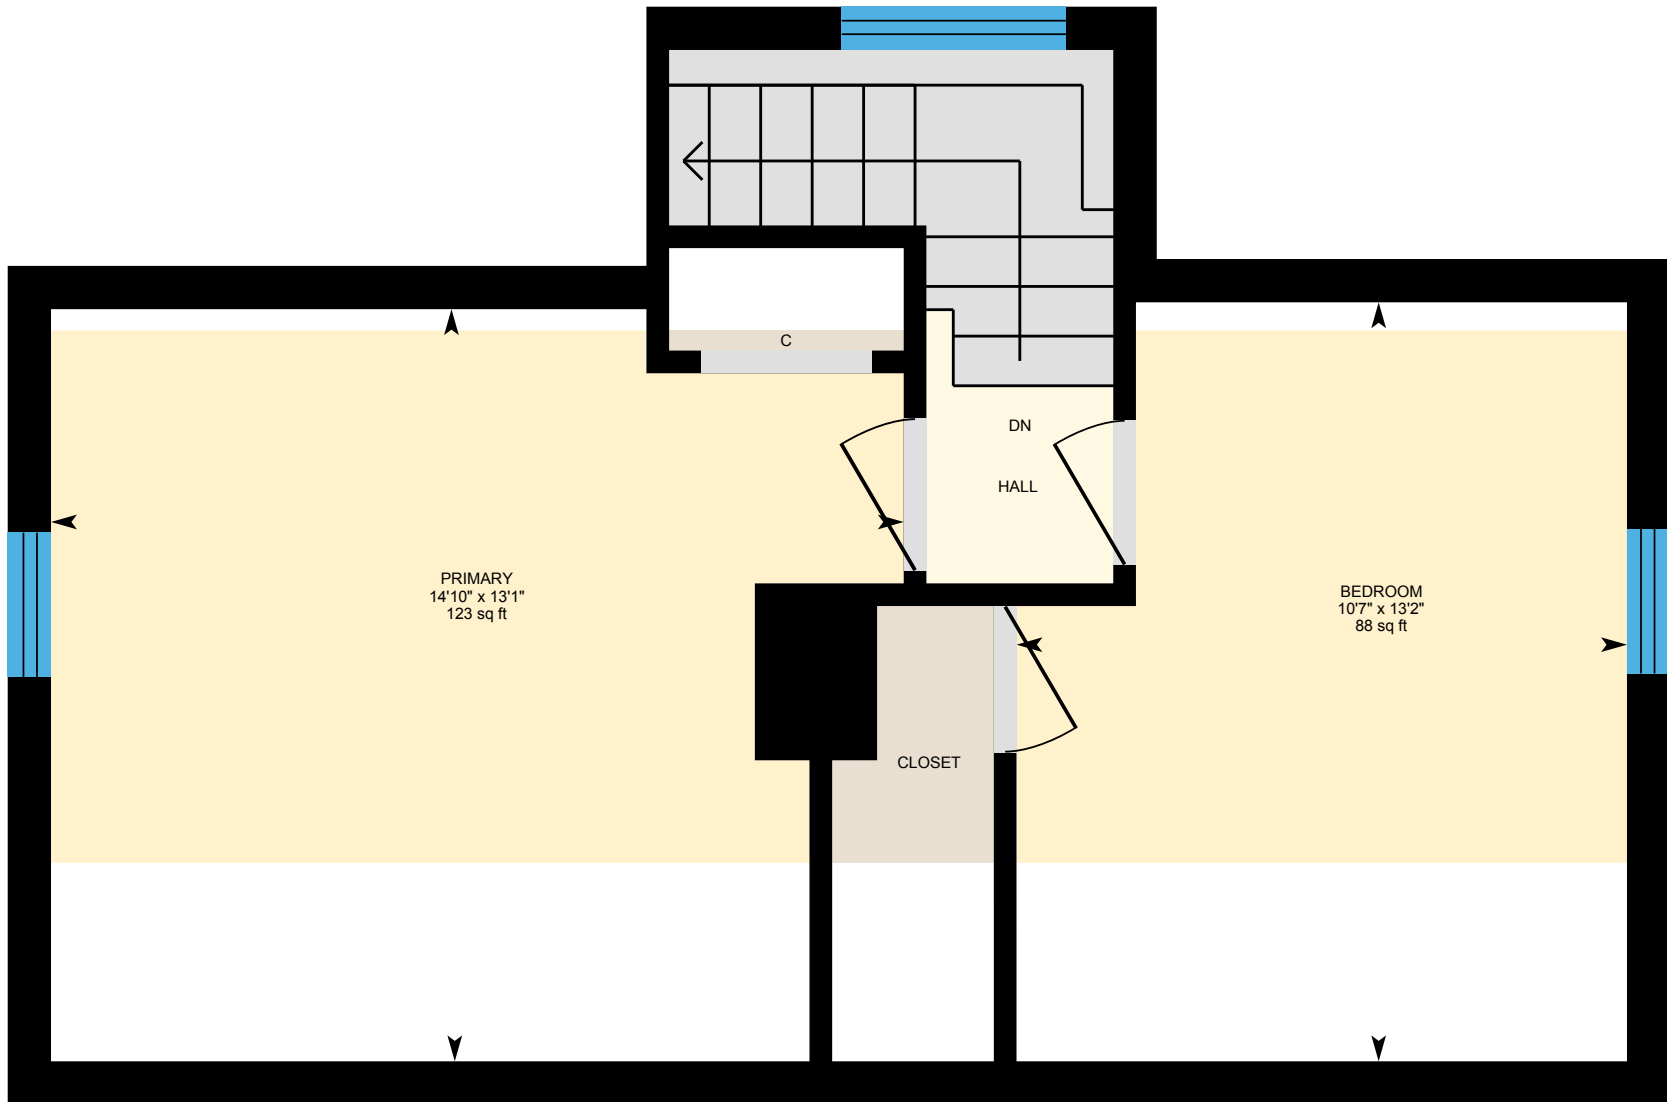 C
DN
HALL
PRIMARY
14'10" x 13'1"
123 sq ft
BEDROOM
10'7" x 13'2"
88 sq ft
CLOSET